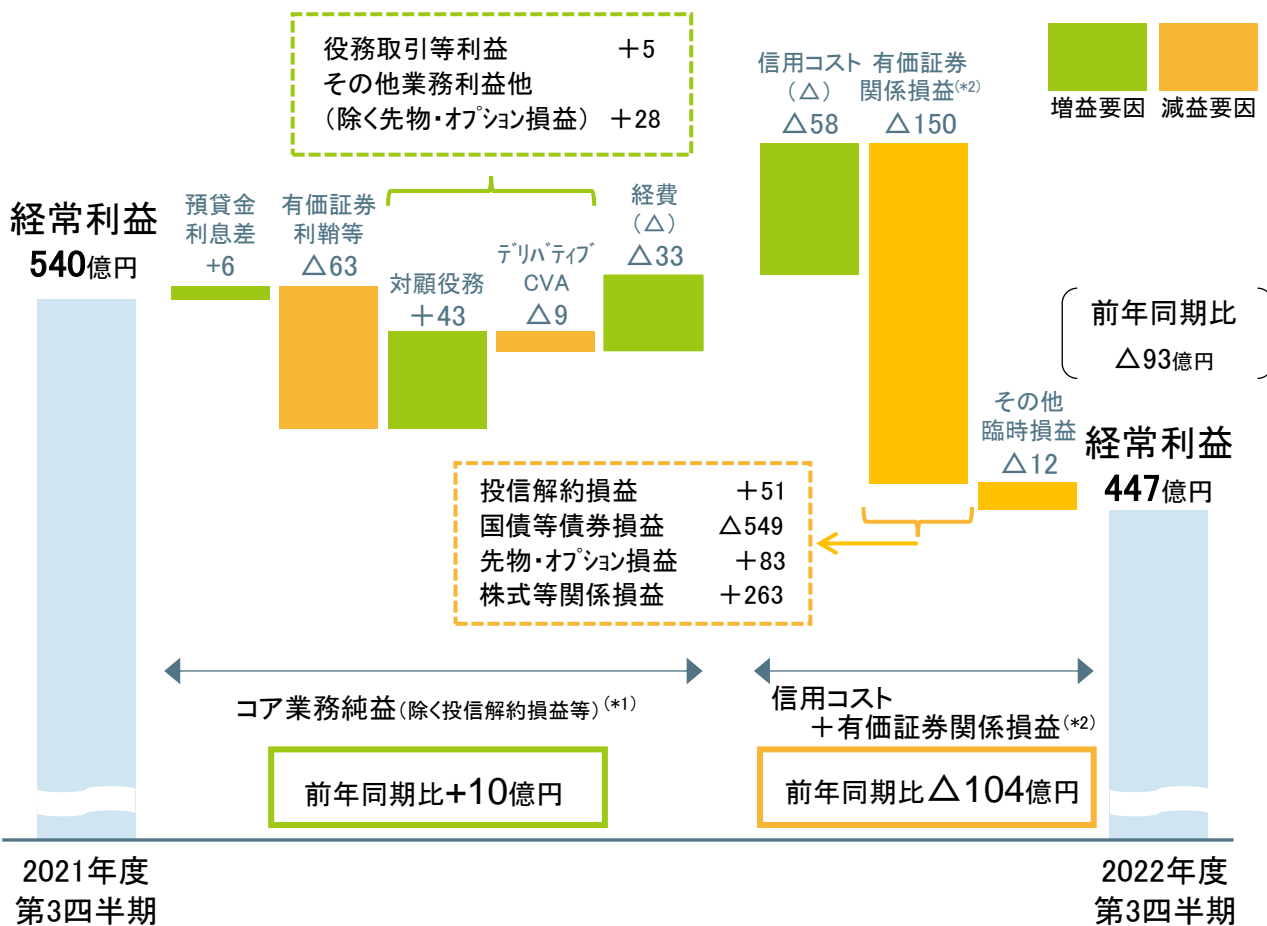 役務取引等利益 +5
その他業務利益他
(除く先物・オプション損益) +28
信用コスト
(△)
△58
有価証券
関係損益(*2)
△150
増益要因
減益要因
経常利益
540億円
預貸金
利息差
+6
有価証券
利鞘等
△63
対顧役務
+43
デリバティブ
CVA
△9
経費
(△)
△33
前年同期比
△93億円
その他
臨時損益
△12
経常利益
447億円
投信解約損益 +51
国債等債券損益 △549
先物・オプション損益 +83
株式等関係損益 +263
コア業務純益(除く投信解約損益等)(*1)
前年同期比+10億円
信用コスト
+有価証券関係損益(*2)
前年同期比△104億円
2021年度
第3四半期
2022年度
第3四半期